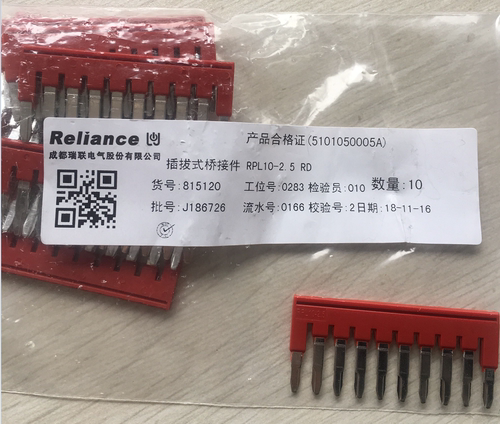 Reliance
成都瑞联电气股份有限公司
产品合格证(5101050005A)
插拔式桥接件 RPL10-2.5 RD
货号:815120
工位号:0283 检验员:010 数量:10
批号:J186726
流水号:0166 校验号:2日期:18-11-16